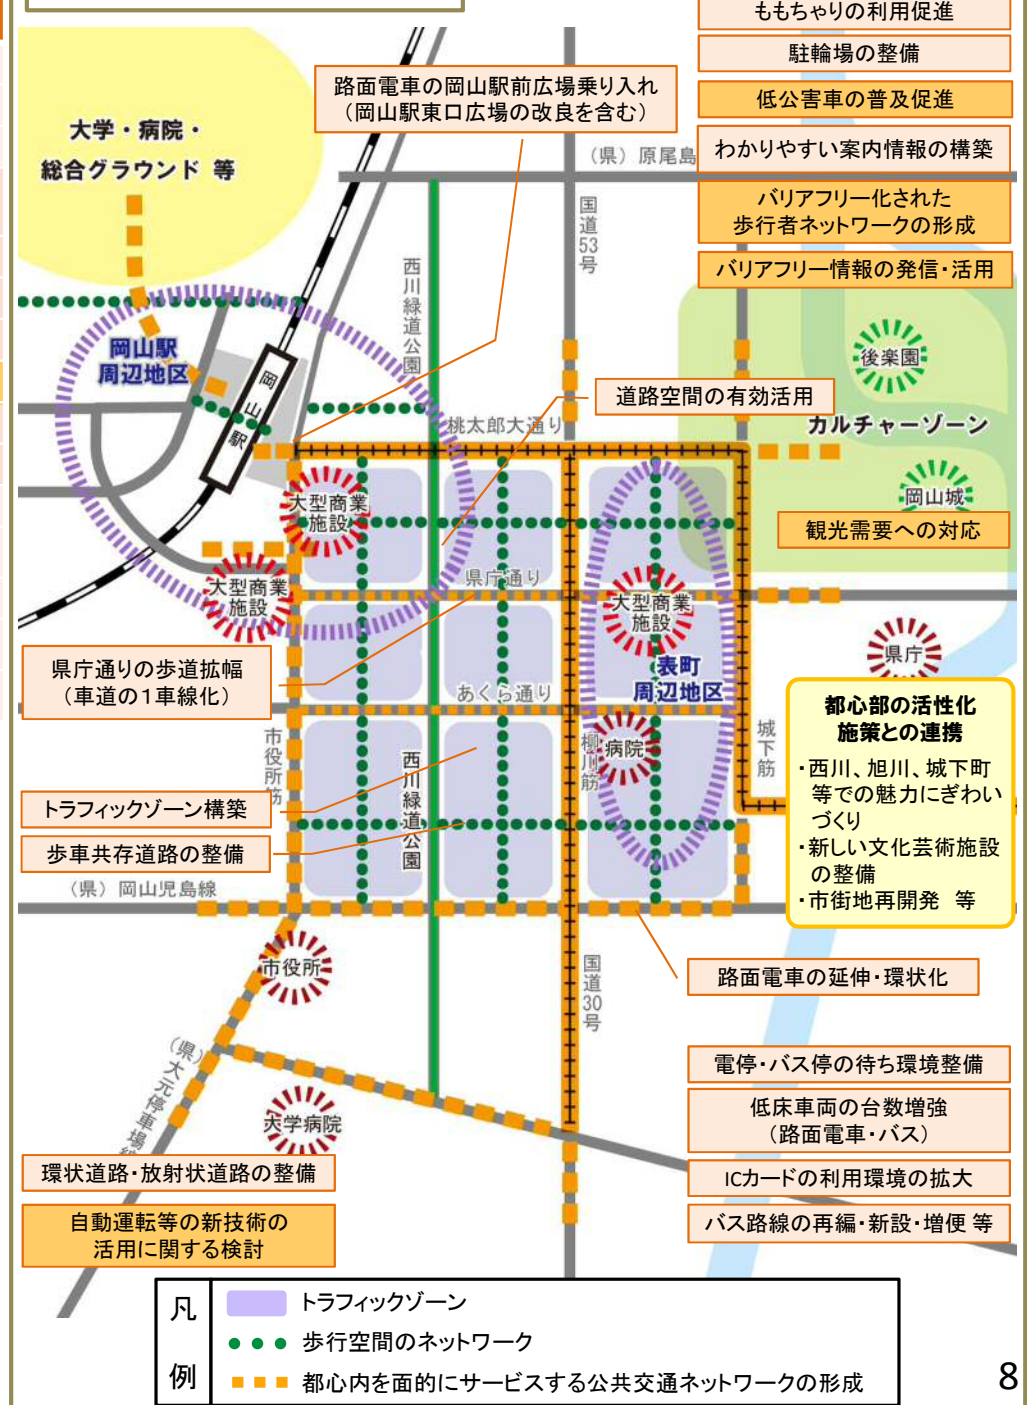 ももちゃりの利用促進
駐輪場の整備
低公害車の普及促進
わかりやすい案内情報の構築
バリアフリー化された
歩行者ネットワークの形成
バリアフリー情報の発信・活用
路面電車の岡山駅前広場乗り入れ
(岡山駅東口広場の改良を含む)
大学・病院・
総合グラウンド 等
(県)原尾島
国道53号
西川緑道公園
岡山駅
周辺地区
岡山駅
後楽園
道路空間の有効活用
桃太郎大通り
カルチャーゾーン
岡山城
大型商業
施設
観光需要への対応
県庁通り
大型商業
施設
大型商業
施設
県庁
県庁通りの歩道拡幅
(車道の1車線化)
表町
周辺地区
あくら通り
都心部の活性化
施策との連携
・西川、旭川、城下町
等での魅力にぎわい
づくり
・新しい文化芸術施設
の整備
・市街地再開発 等
市役所筋
西川緑道公園
柳川筋
病院
城下筋
トラフィックゾーン構築
歩車共存道路の整備
(県)岡山児島線
市役所
国道30号
路面電車の延伸・環状化
(県)大元停車場
大学病院
電停・バス停の待ち環境整備
低床車両の台数増強
(路面電車・バス)
ICカードの利用環境の拡大
バス路線の再編・新設・増便 等
環状道路・放射状道路の整備
自動運転等の新技術の
活用に関する検討
凡例
トラフィックゾーン
歩行空間のネットワーク
都心内を面的にサービスする公共交通ネットワークの形成
8